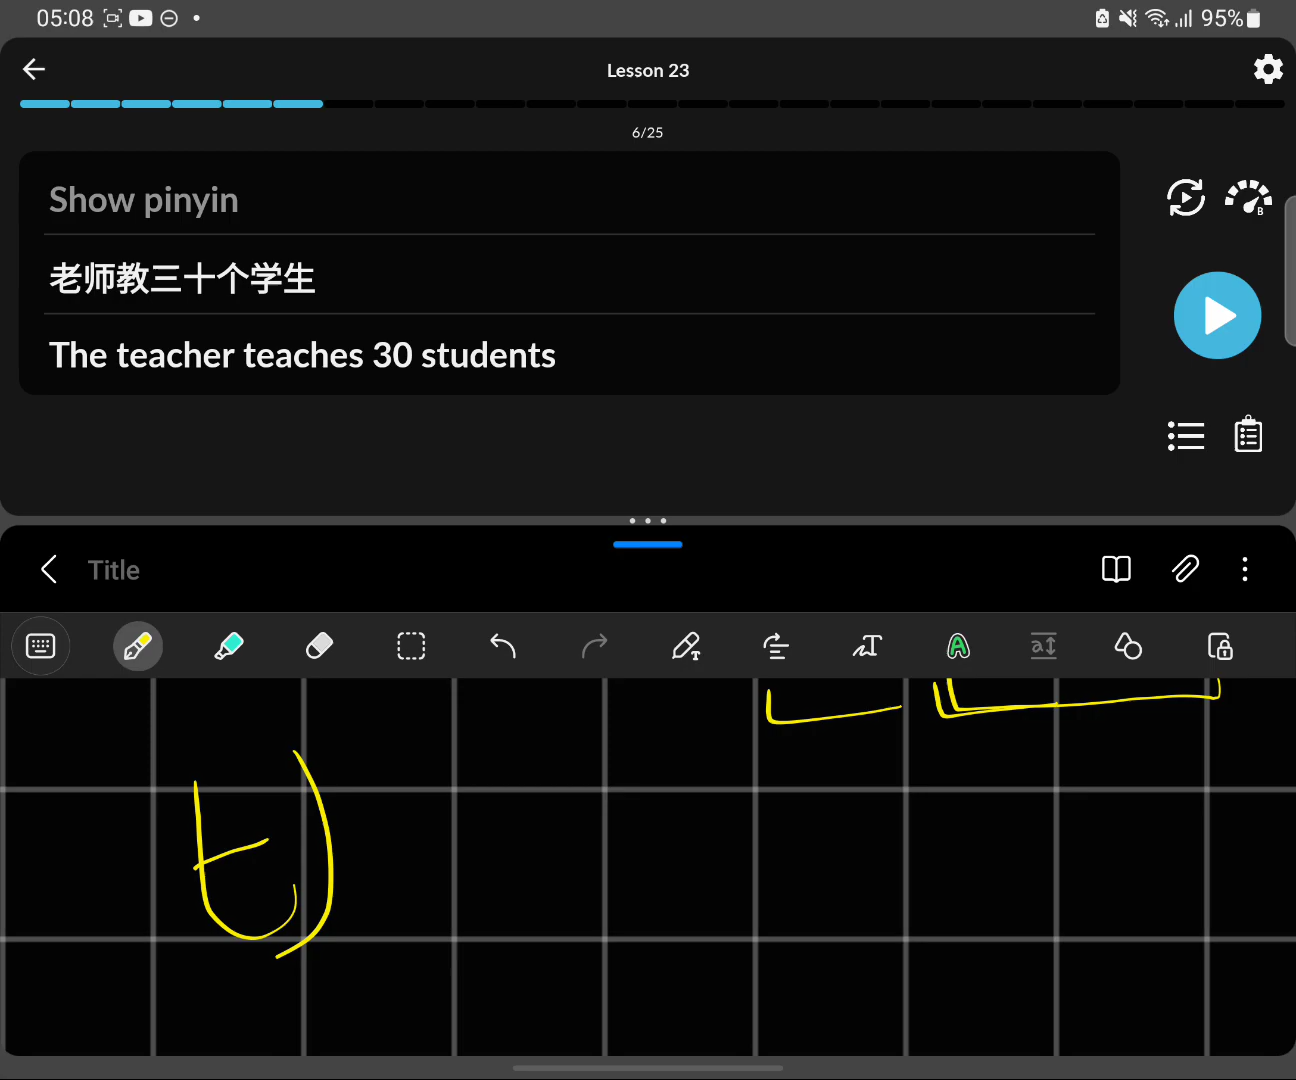 05:08 95%
Lesson 23
6/25
Show pinyin
B
老师教三十个学生
The teacher teaches 30 students
Title
T T A a
t)